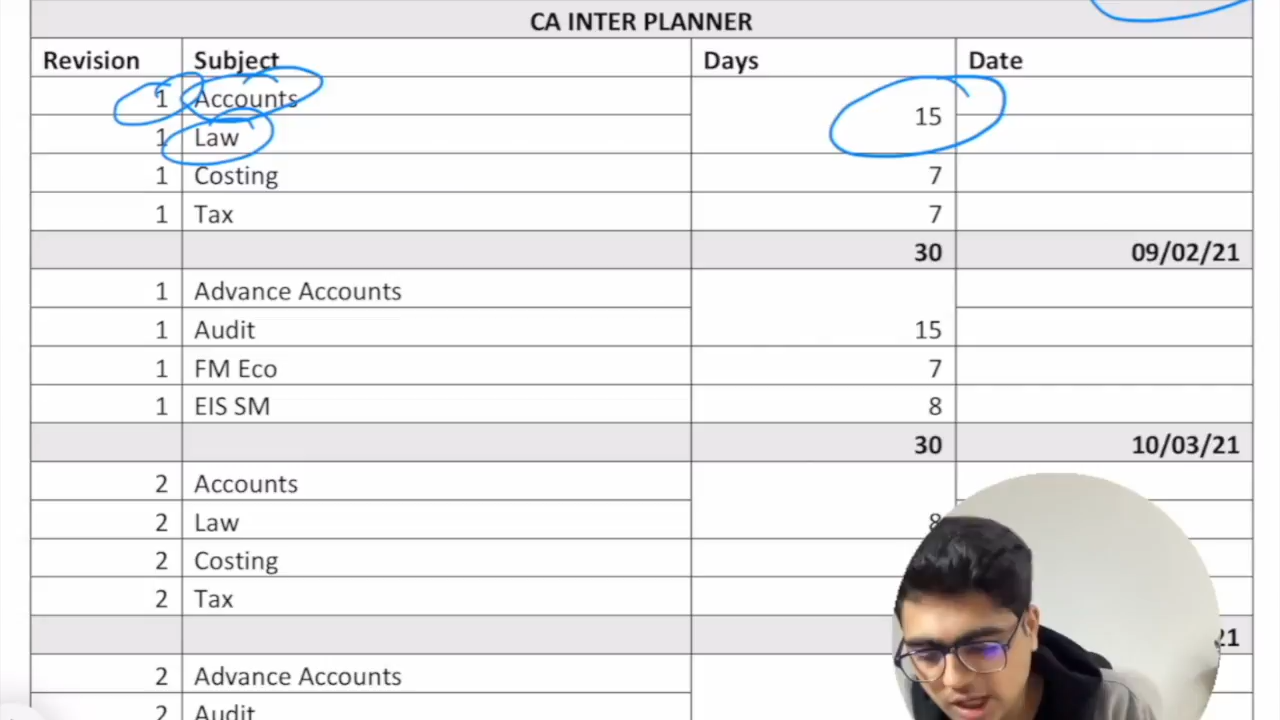 CA INTER PLANNER
Revision Subject Days Date
1 Accounts
15
1 Law
1 Costing 7
1 Tax 7
30 09/02/21
1 Advance Accounts
1 Audit 15
1 FM Eco 7
1 EIS SM 8
30 10/03/21
2 Accounts
2 Law 8
2 Costing
2 Tax
21
2 Advance Accounts
2 Audit